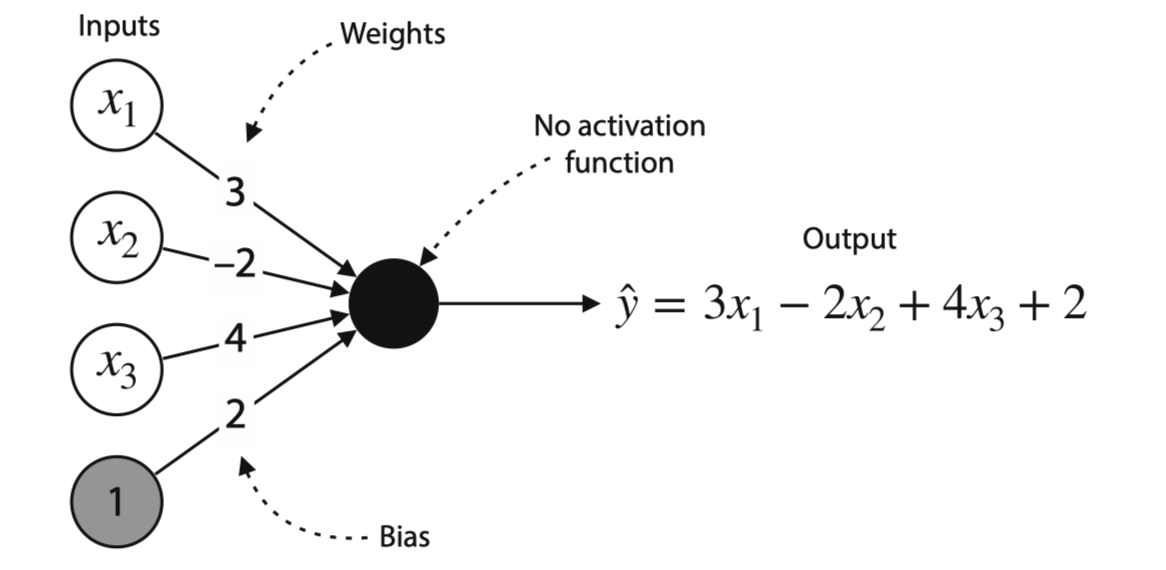 Inputs
Weights
x₁
No activation
function
3
x₂
–2
Output
ŷ = 3x₁ − 2x₂ + 4x₃ + 2
4
x₃
2
1
Bias